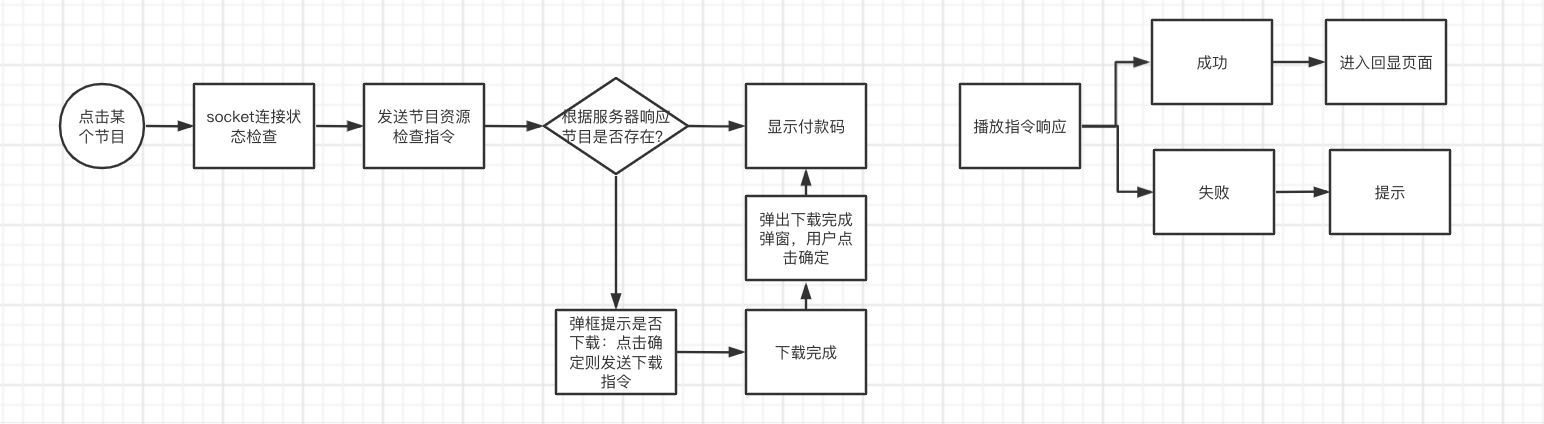 点击某
个节目
socket连接状
态检查
发送节目资源
检查指令
根据服务器响应
节目是否存在?
显示付款码
弹出下载完成
弹窗，用户点
击确定
弹框提示是否
下载：点击确
定则发送下载
指令
下载完成
播放指令响应
成功
进入回显页面
失败
提示